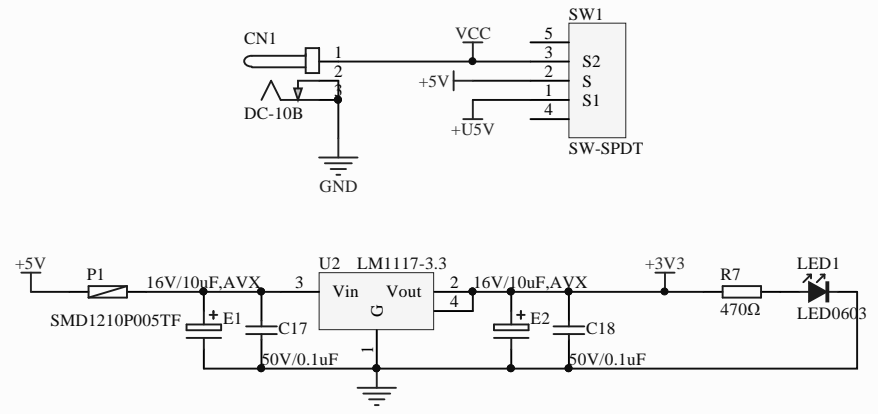 SW1
CN1
VCC
5
1
3
S2
2
+5V
2
S
3
1
S1
DC-10B
4
+U5V
SW-SPDT
GND
+5V
P1
16V/10uF,AVX
3
U2
LM1117-3.3
2
16V/10uF,AVX
+3V3
R7
LED1
Vin
Vout
4
G
SMD1210P005TF
+
E1
C17
+
E2
C18
470Ω
LED0603
1
50V/0.1uF
50V/0.1uF